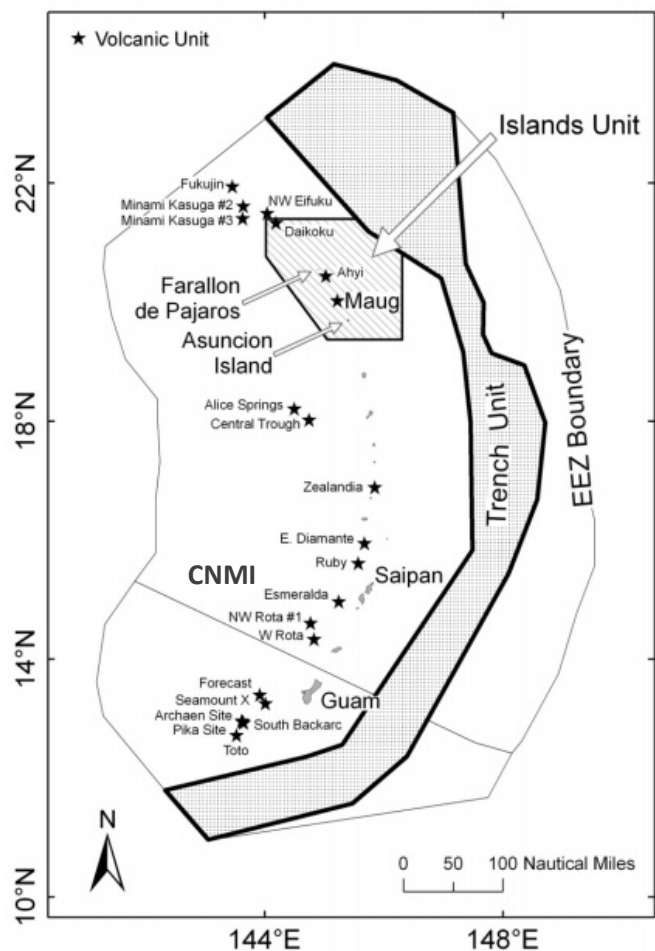 ★ Volcanic Unit
Islands Unit
22°N
Fukujin
Minami Kasuga #2
Minami Kasuga #3
NW Eifuku
Daikoku
Ahyi
Farallon
de Pajaros
Maug
Asuncion
Island
18°N
Alice Springs
Central Trough
Trench Unit
EEZ Boundary
Zealandia
E. Diamante
Ruby
CNMI
Saipan
Esmeralda
NW Rota #1
W Rota
14°N
Forecast
Seamount X
Guam
Archaen Site
South Backarc
Pika Site
Toto
N
0 50 100 Nautical Miles
10°N
144°E
148°E